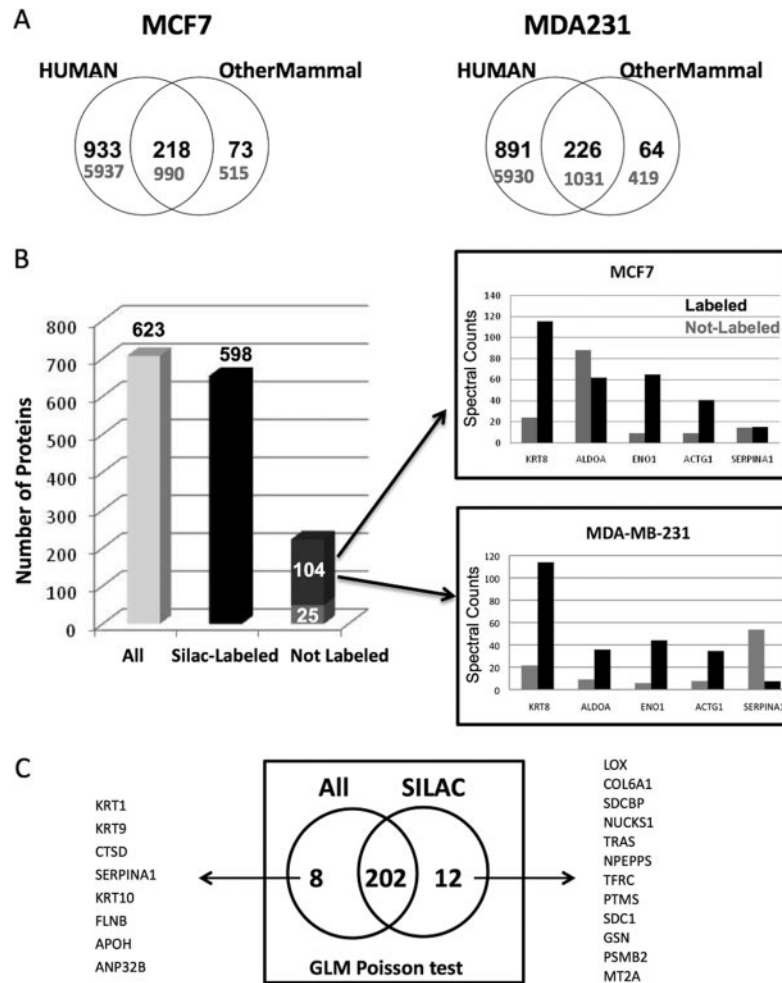 A
MCF7
HUMAN OtherMammal
933 218 73
5937 990 515
MDA231
HUMAN OtherMammal
891 226 64
5930 1031 419
B
Number of Proteins
800
700
600
500
400
300
200
100
0
623
598
104
25
All Silac-Labeled Not Labeled
MCF7
Labeled
Not-Labeled
Spectral Counts
140
120
100
80
60
40
20
0
KRT8 ALDOA ENO1 ACTG1 SERPINA1
MDA-MB-231
Spectral Counts
120
100
80
60
40
20
0
KRT8 ALDOA ENO1 ACTG1 SERPINA1
C
KRT1
KRT9
CTSD
SERPINA1
KRT10
FLNB
APOH
ANP32B
All SILAC
8 202 12
GLM Poisson test
LOX
COL6A1
SDCBP
NUCKS1
TRAS
NPEPPS
TFRC
PTMS
SDC1
GSN
PSMB2
MT2A